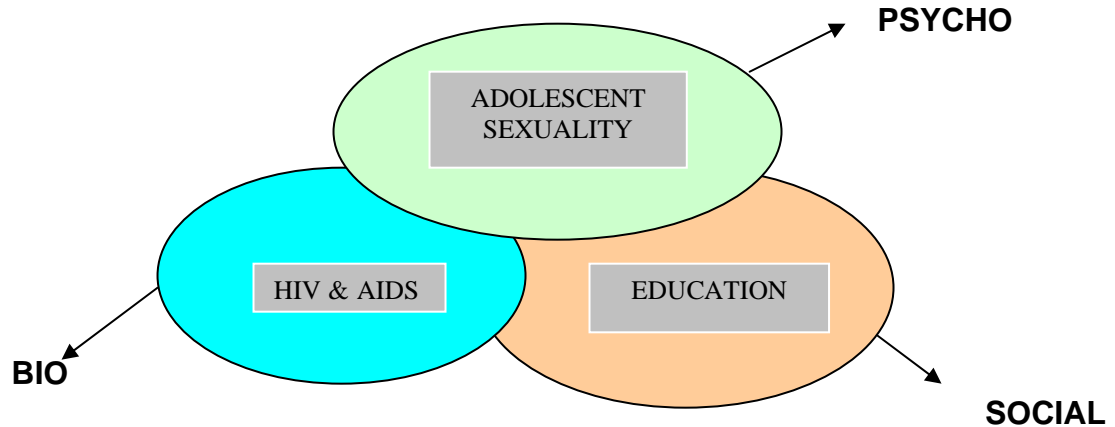 PSYCHO
ADOLESCENT
SEXUALITY
HIV & AIDS
EDUCATION
BIO
SOCIAL